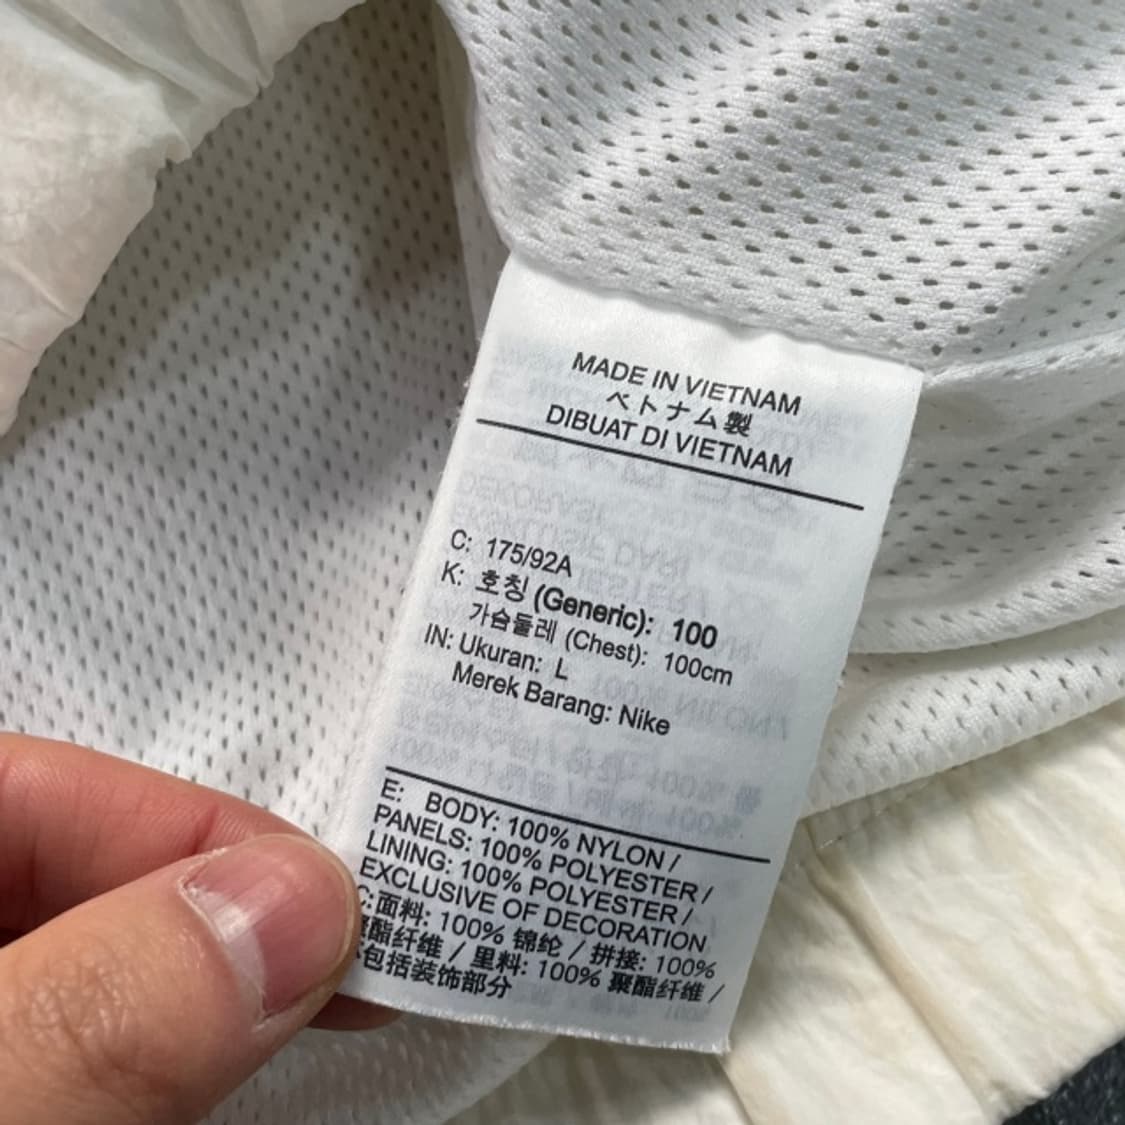 MADE IN VIETNAM
ベトナム製
DIBUAT DI VIETNAM
C: 175/92A
K: 호칭 (Generic): 100
가슴둘레 (Chest): 100cm
IN: Ukuran: L
Merek Barang: Nike
E: BODY: 100% NYLON /
PANELS: 100% POLYESTER /
LINING: 100% POLYESTER /
EXCLUSIVE OF DECORATION
C:面料: 100% 锦纶 / 拼接: 100%
聚酯纤维 / 里料: 100% 聚酯纤维 /
包括装饰部分